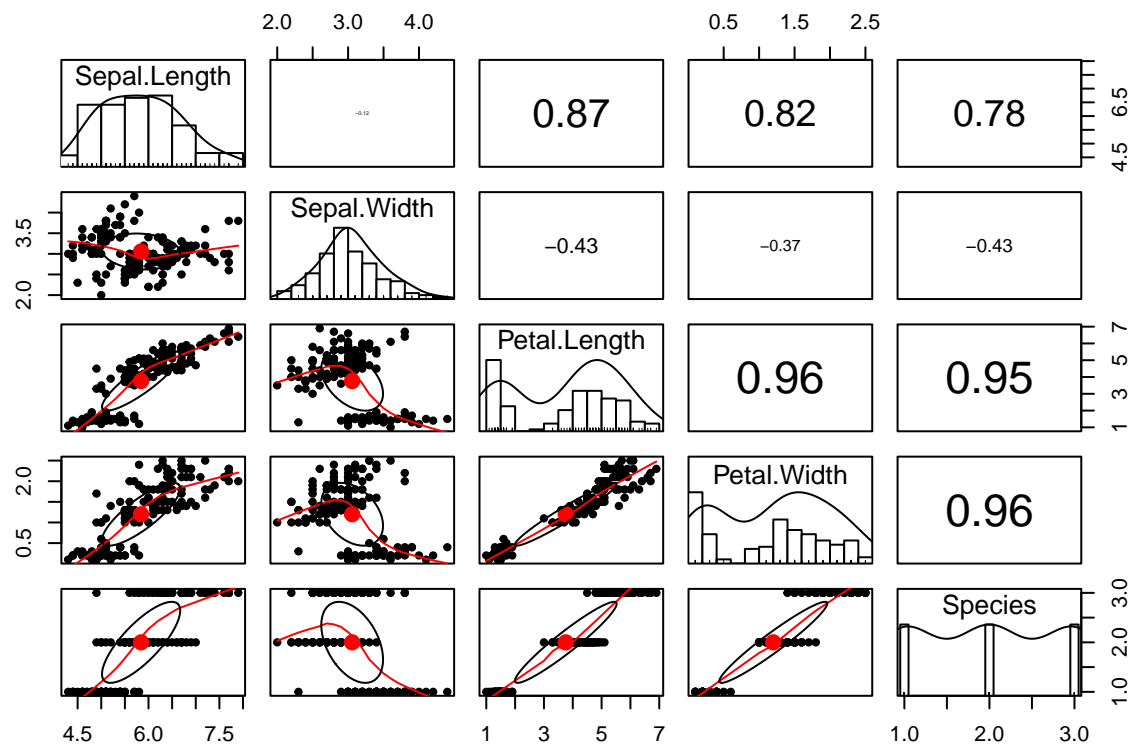 2.0 3.0 4.0
0.5 1.5 2.5
Sepal.Length
−0.12
0.87
0.82
0.78
4.5 6.5
2.0 3.5
Sepal.Width
−0.43
−0.37
−0.43
Petal.Length
0.96
0.95
1 3 5 7
0.5 2.0
Petal.Width
0.96
Species
1.0 2.0 3.0
4.5 6.0 7.5
1 3 5 7
1.0 2.0 3.0